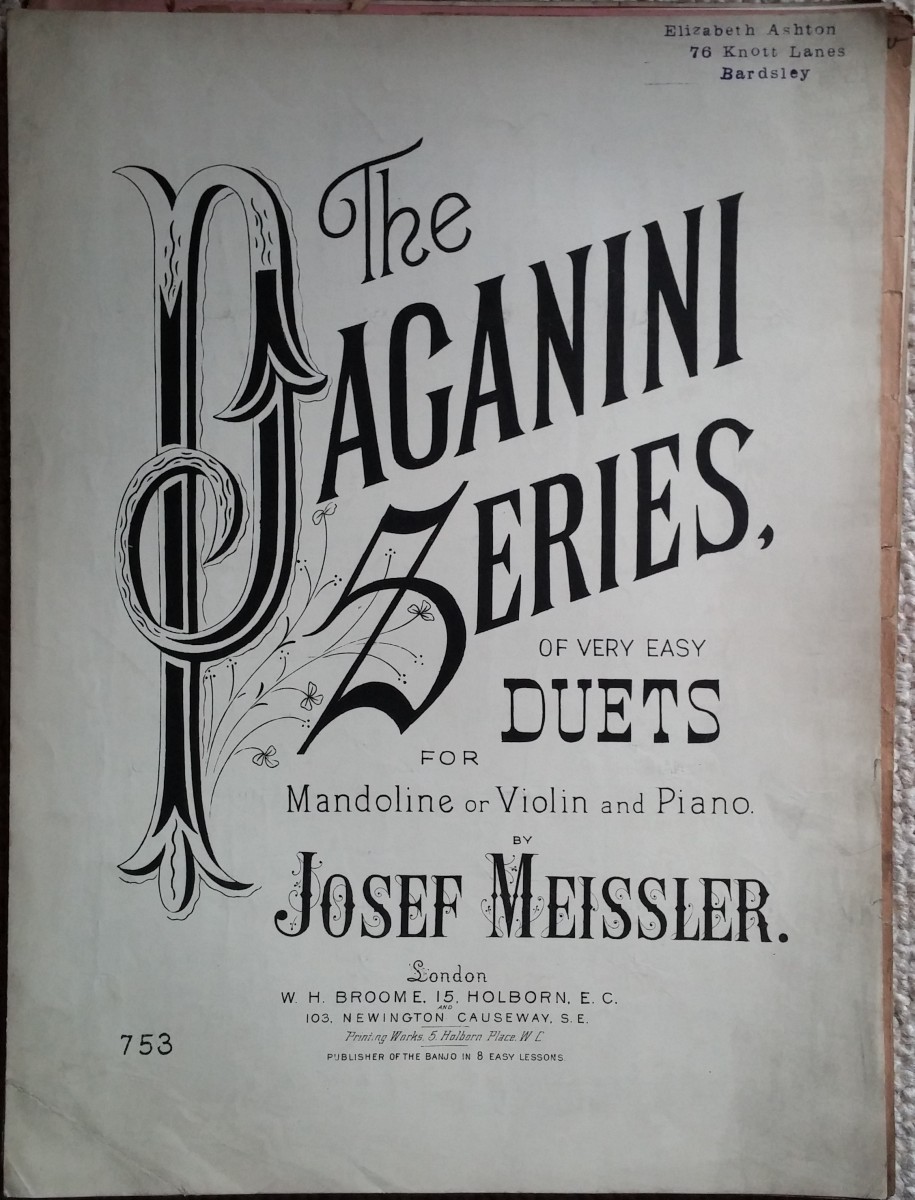 Elizabeth Ashton
76 Knott Lanes
Bardsley
The
PAGANINI
SERIES,
OF VERY EASY
DUETS
FOR
Mandoline or Violin and Piano.
BY
JOSEF MEISSLER.
London
W. H. BROOME, 15, HOLBORN, E. C.
AND
103, NEWINGTON CAUSEWAY, S. E.
Printing Works, 5, Holborn Place, W C
PUBLISHER OF THE BANJO IN 8 EASY LESSONS
753